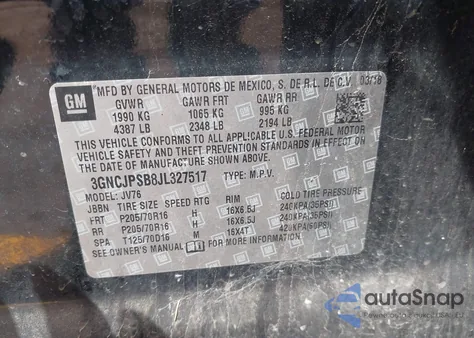 GM
MFD BY GENERAL MOTORS DE MEXICO, S. DE R.L. DE C.V 03/18
GVWR GAWR FRT GAWR RR
1990 KG 1065 KG 995 KG
4387 LB 2348 LB 2194 LB
THIS VEHICLE CONFORMS TO ALL APPLICABLE U.S. FEDERAL MOTOR
VEHICLE SAFETY, BUMPER, AND THEFT PREVENTION STANDARDS IN EFFECT ON
THE DATE OF MANUFACTURE SHOWN ABOVE.
3GNCJPSB8JL327517 TYPE: M.P.V.
MODEL: JV76
JBBN TIRE SIZE SPEED RTG RIM COLD TIRE PRESSURE
FRT P205/70R16 H 16X6.5J 240KPA(35PSI)
RR P205/70R16 H 16X6.5J 240KPA(35PSI)
SPA T125/70D16 M 16X4T 420KPA(60PSI)
SEE OWNER'S MANUAL FOR MORE INFORMATION.
autoSnap